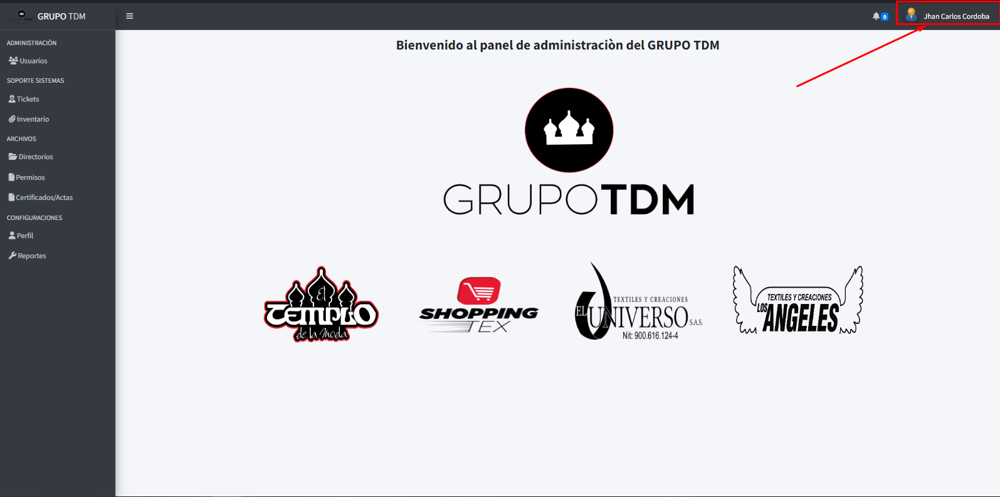 GRUPO TDM
0
Jhan Carlos Cordoba
ADMINISTRACIÒN
Usuarios
SOPORTE SISTEMAS
Tickets
Inventario
ARCHIVOS
Directorios
Permisos
Certificados/Actas
CONFIGURACIONES
Perfil
Reportes
Bienvenido al panel de administraciòn del GRUPO TDM
GRUPOTDM
El
TEMPLO
de la Moda
SHOPPING
TEX
TEXTILES Y CREACIONES
EL UNIVERSO S.A.S.
Nit: 900.616.124-4
TEXTILES Y CREACIONES
LOS ANGELES